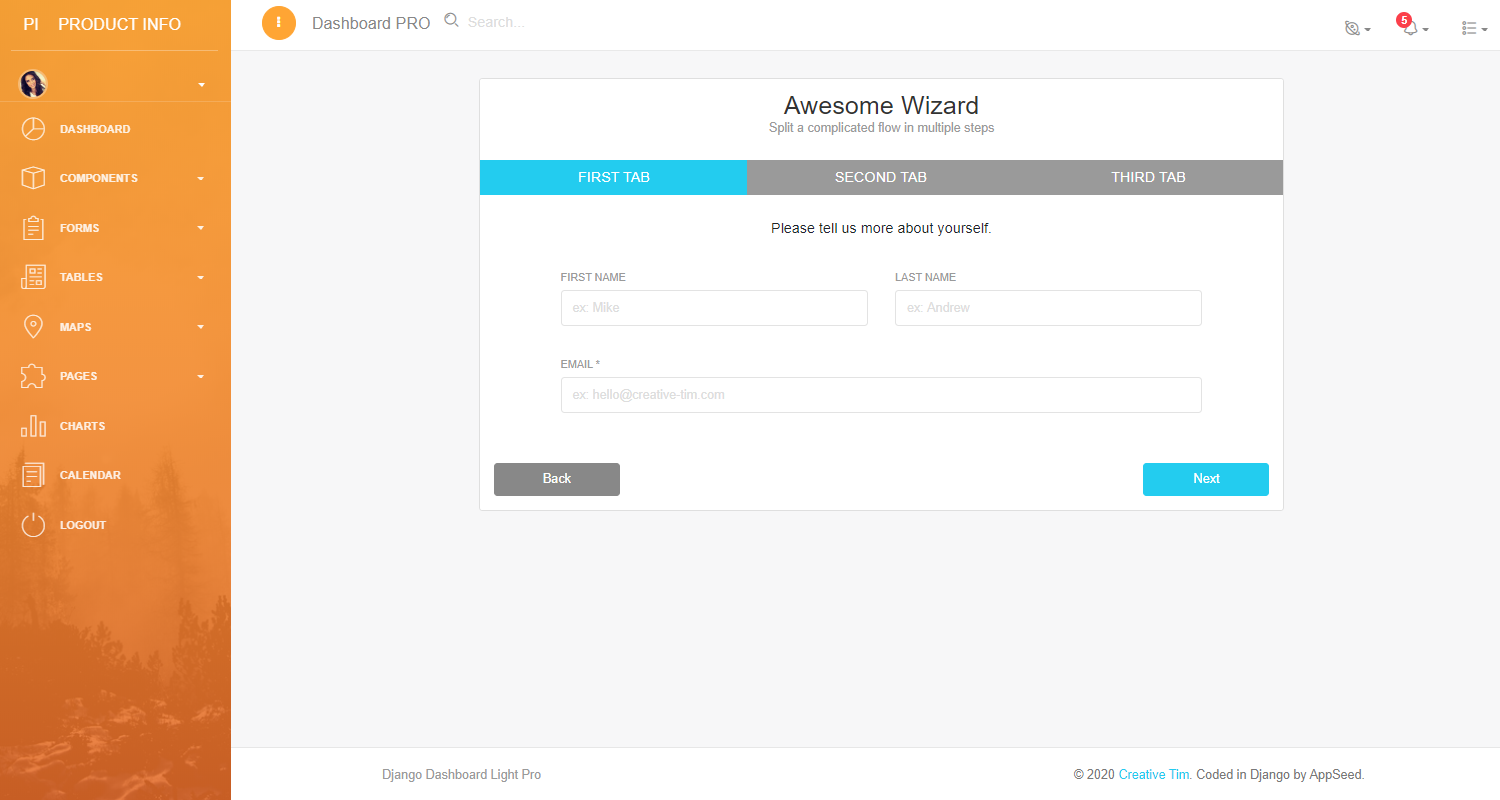 PI PRODUCT INFO
DASHBOARD
COMPONENTS
FORMS
TABLES
MAPS
PAGES
CHARTS
CALENDAR
LOGOUT
Dashboard PRO
Search...
5
Awesome Wizard
Split a complicated flow in multiple steps
FIRST TAB SECOND TAB THIRD TAB
Please tell us more about yourself.
FIRST NAME LAST NAME
ex: Mike ex: Andrew
EMAIL *
ex: hello@creative-tim.com
Back Next
Django Dashboard Light Pro
© 2020 Creative Tim. Coded in Django by AppSeed.